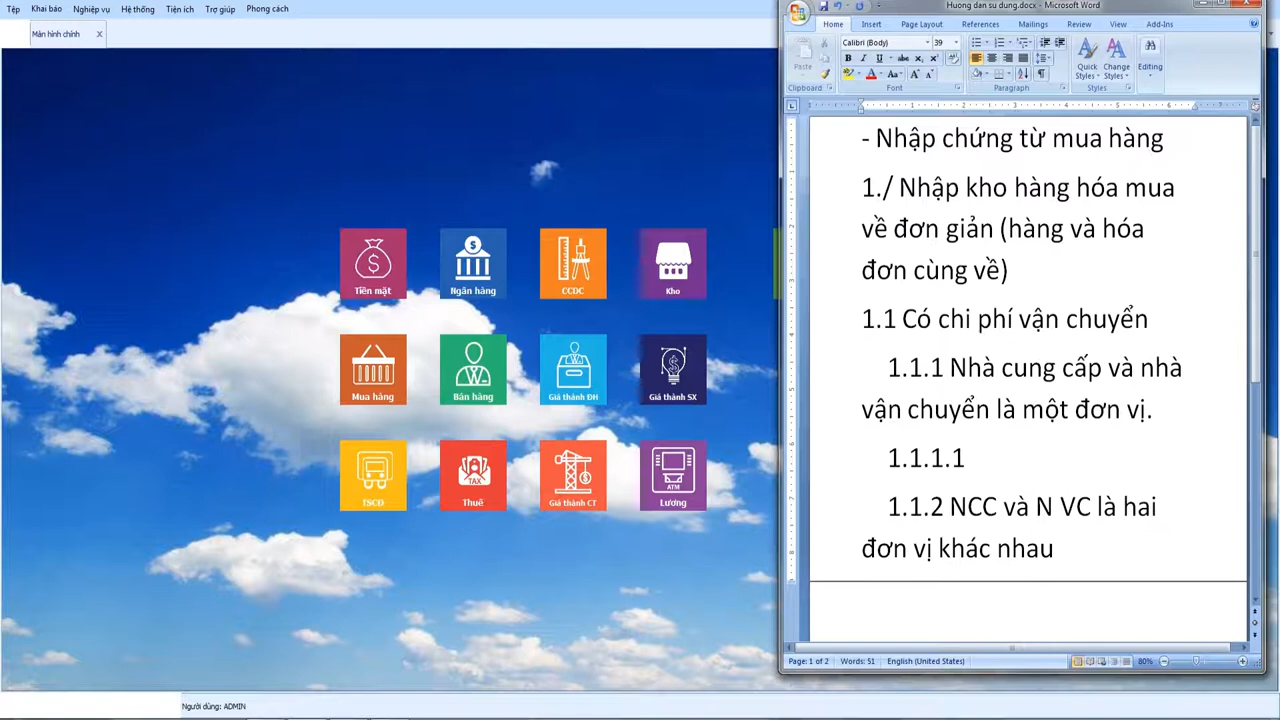 Tệp Khai báo Nghiệp vụ Hệ thống Tiện ích Trợ giúp Phong cách
Màn hình chính x
Tiền mặt
Ngân hàng
CCDC
Kho
Mua hàng
Bán hàng
Giá thành ĐH
Giá thành SX
TSCĐ
TAX
Thuế
Giá thành CT
ATM
Lương
Người dùng: ADMIN
Huong dan su dung.docx - Microsoft Word
Home Insert Page Layout References Mailings Review View Add-Ins
Calibri (Body) 39
Paste
Quick Styles
Change Styles
Editing
Clipboard Font Paragraph Styles
- Nhập chứng từ mua hàng
1./ Nhập kho hàng hóa mua
về đơn giản (hàng và hóa
đơn cùng về)
1.1 Có chi phí vận chuyển
1.1.1 Nhà cung cấp và nhà
vận chuyển là một đơn vị.
1.1.1.1
1.1.2 NCC và N VC là hai
đơn vị khác nhau
Page: 1 of 2 Words: 51 English (United States) 80%